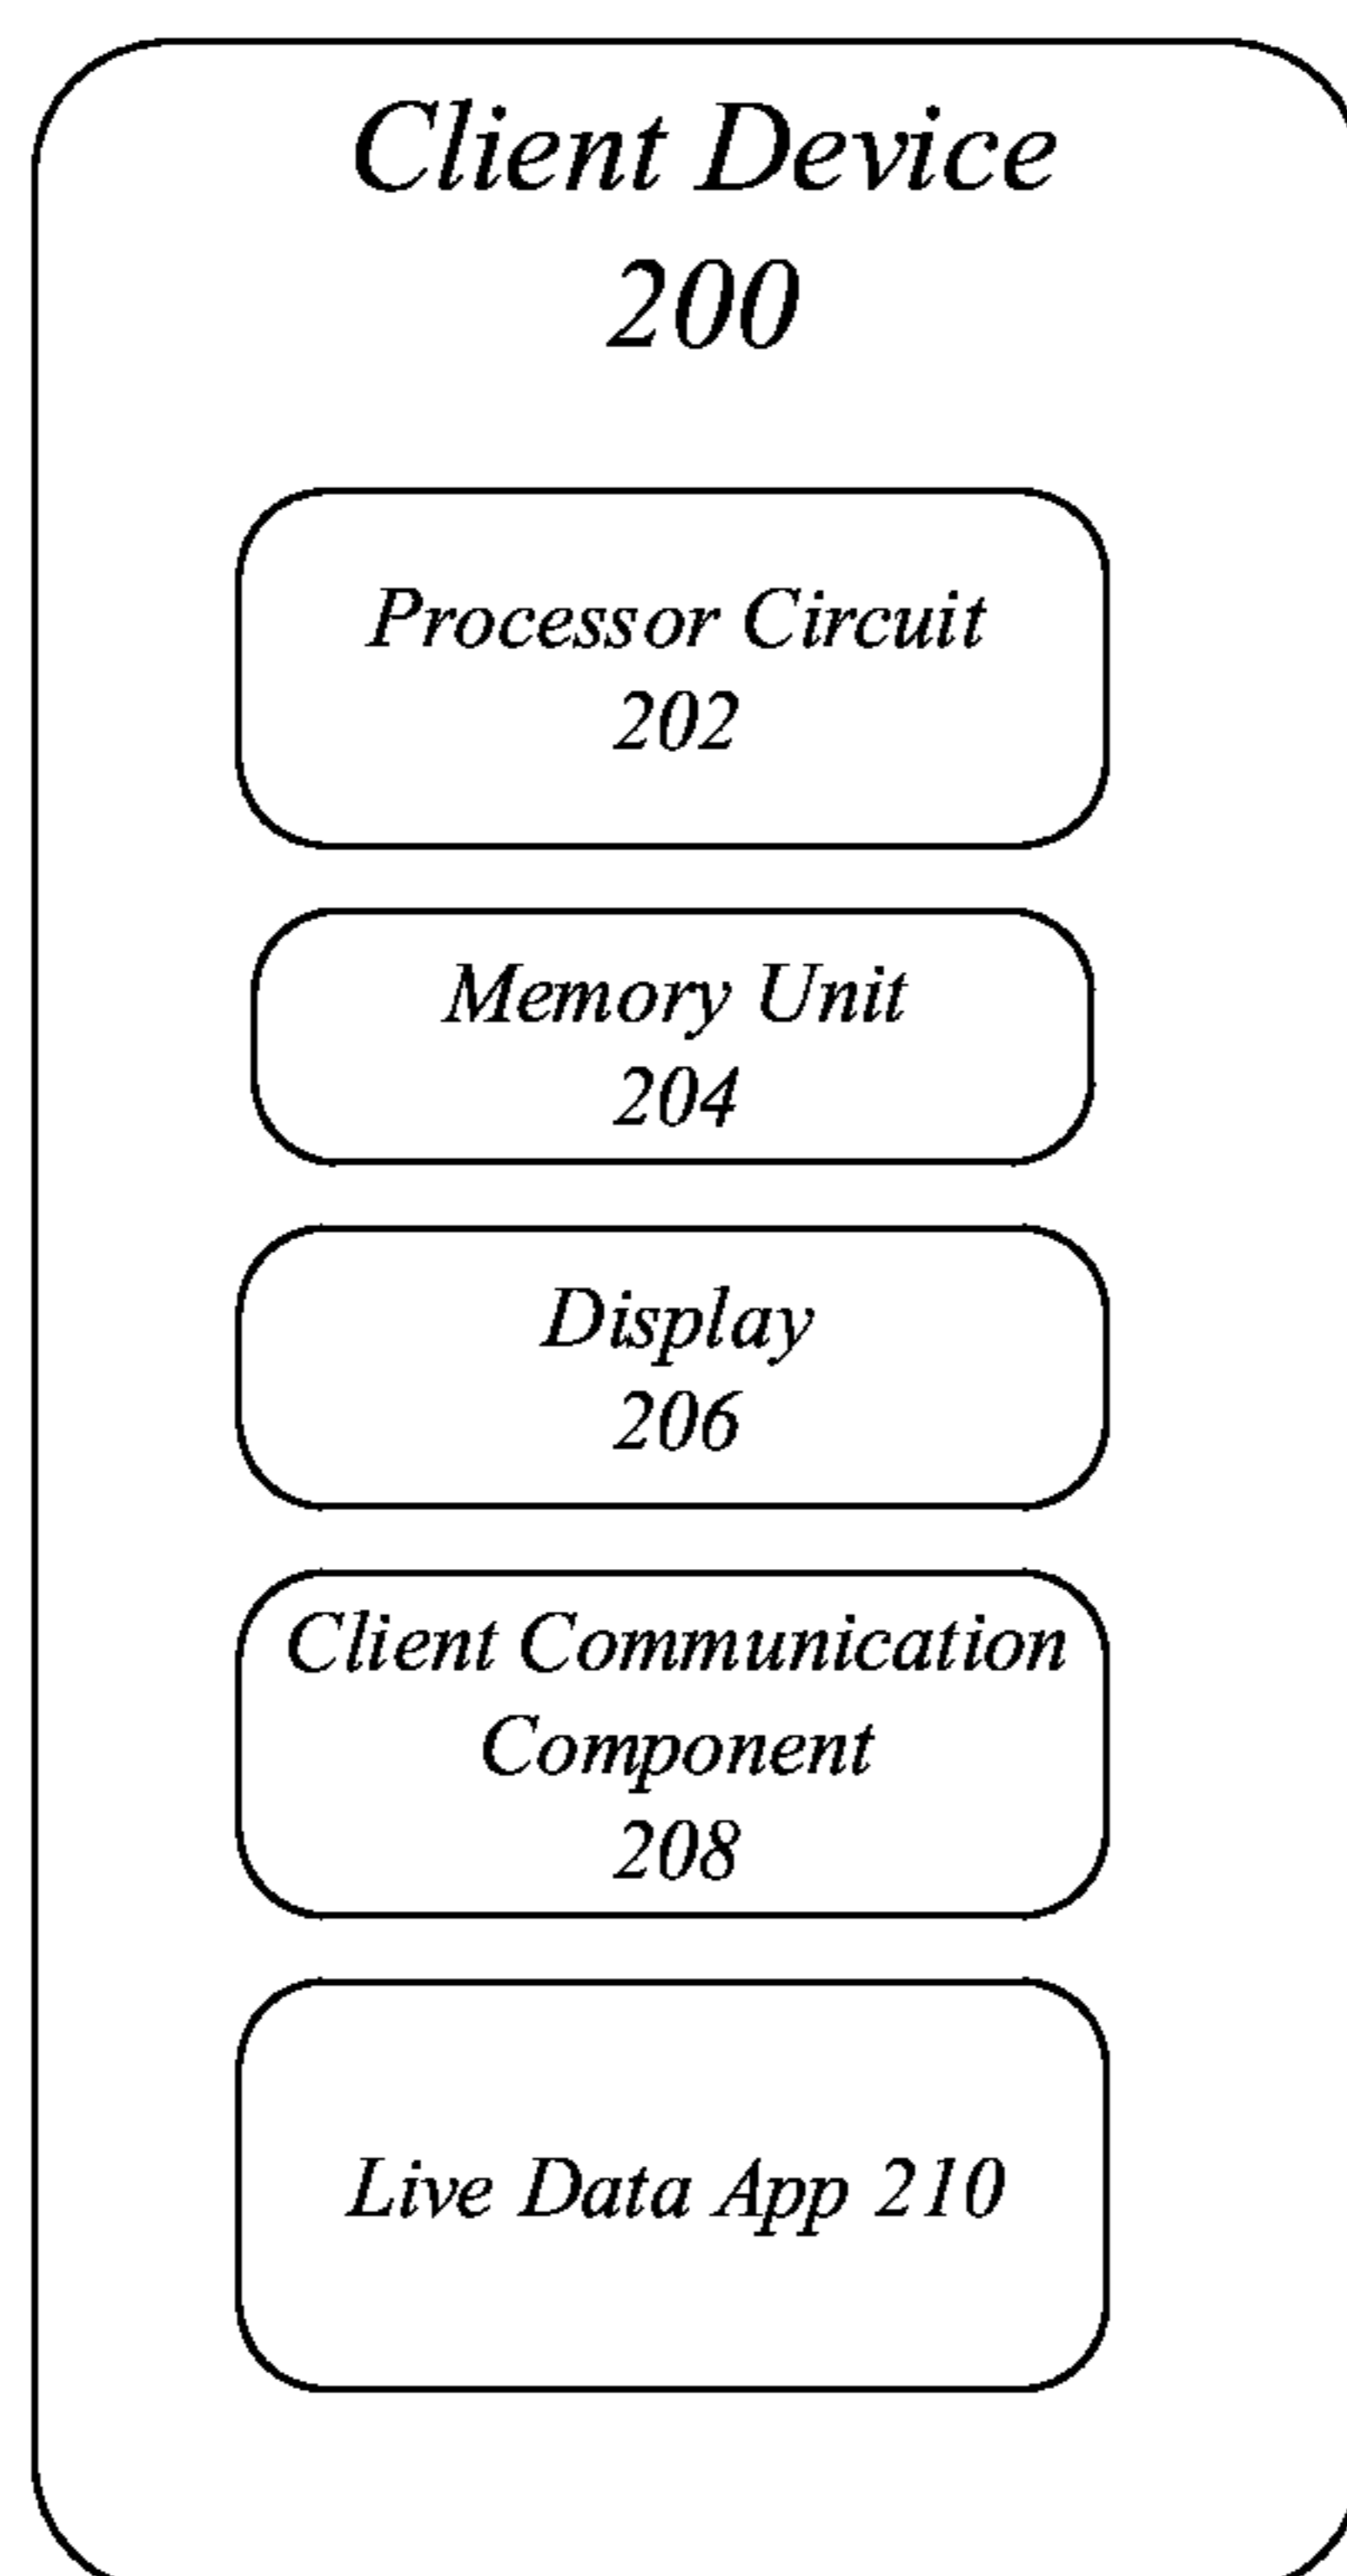 Client Device
200
Processor Circuit
202
Memory Unit
204
Display
206
Client Communication
Component
208
Live Data App 210